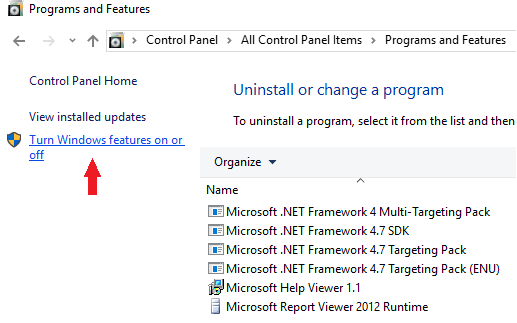 Programs and Features
Control Panel > All Control Panel Items > Programs and Features
Control Panel Home
View installed updates
Turn Windows features on or
off
Uninstall or change a program
To uninstall a program, select it from the list and then
Organize
Name
Microsoft .NET Framework 4 Multi-Targeting Pack
Microsoft .NET Framework 4.7 SDK
Microsoft .NET Framework 4.7 Targeting Pack
Microsoft .NET Framework 4.7 Targeting Pack (ENU)
Microsoft Help Viewer 1.1
Microsoft Report Viewer 2012 Runtime